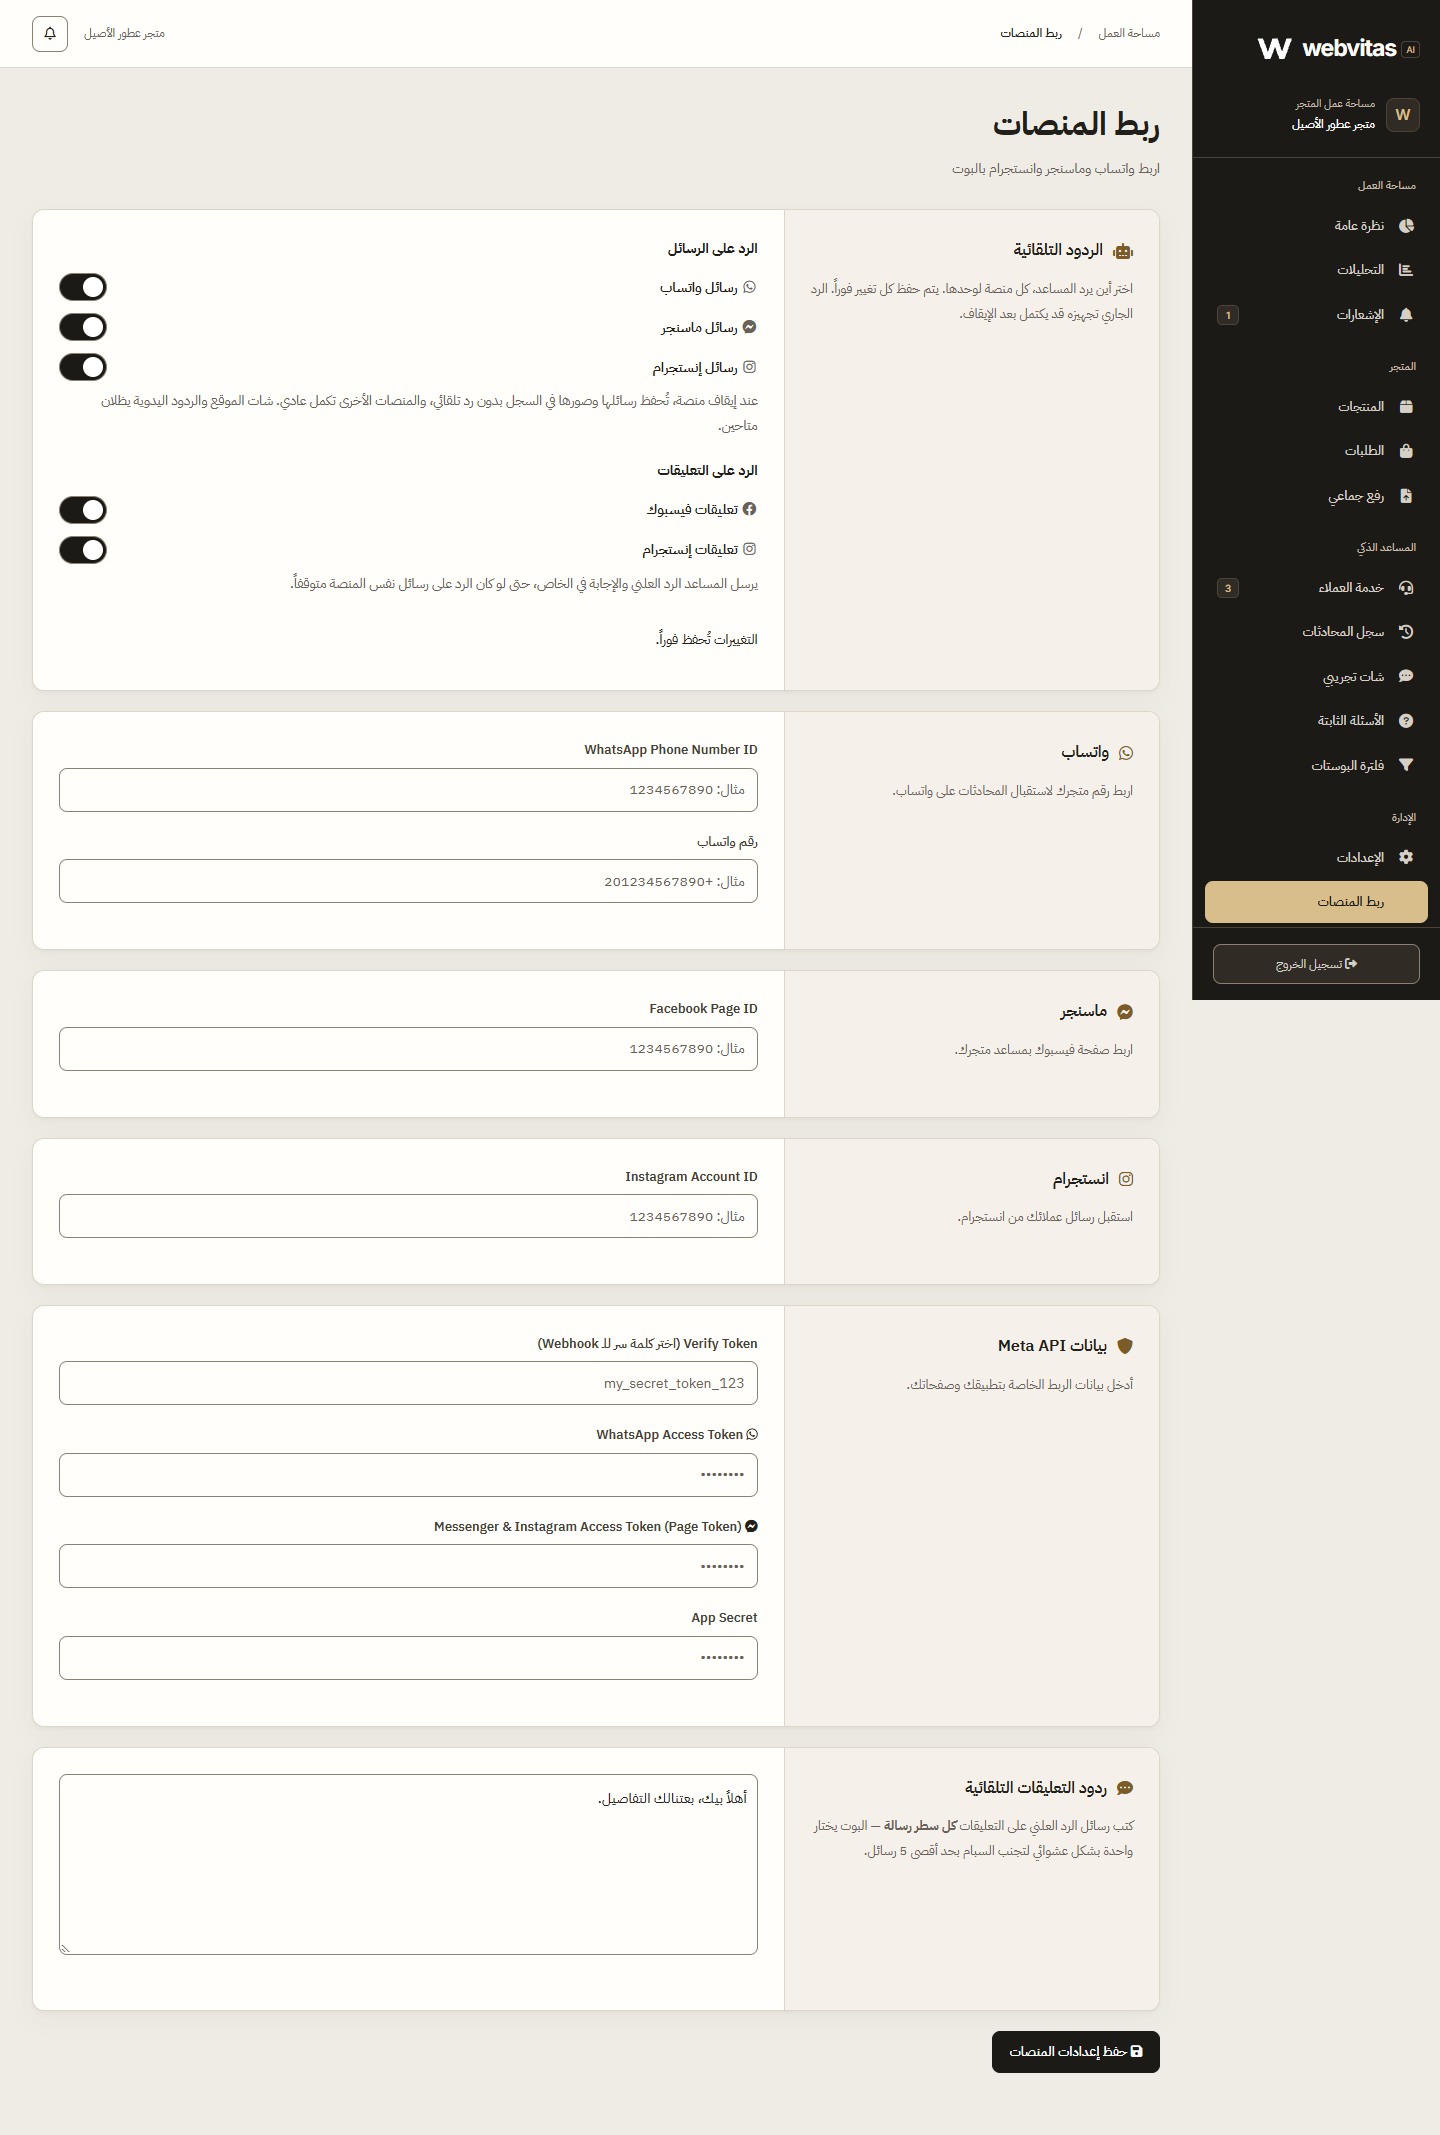 webvitas AI
W
مساحة عمل المتجر
متجر عطور الأصيل
مساحة العمل
نظرة عامة
التحليلات
الإشعارات 1
المتجر
المنتجات
الطلبات
رفع جماعي
المساعد الذكي
خدمة العملاء 3
سجل المحادثات
شات تجريبي
الأسئلة الثابتة
فلترة البوستات
الإدارة
الإعدادات
ربط المنصات
تسجيل الخروج
مساحة العمل / ربط المنصات
متجر عطور الأصيل
ربط المنصات
اربط واتساب وماسنجر وانستجرام بالبوت
الردود التلقائية
اختر أين يرد المساعد، كل منصة لوحدها. يتم حفظ كل تغيير فوراً. الرد
الجاري تجهيزه قد يكتمل بعد الإيقاف.
الرد على الرسائل
رسائل واتساب
رسائل ماسنجر
رسائل إنستجرام
عند إيقاف منصة، تُحفظ رسائلها وصورها في السجل بدون رد تلقائي، والمنصات الأخرى تكمل عادي. شات الموقع والردود اليدوية يظلان
متاحين.
الرد على التعليقات
تعليقات فيسبوك
تعليقات إنستجرام
يرسل المساعد الرد العلني والإجابة في الخاص، حتى لو كان الرد على رسائل نفس المنصة متوقفاً.
التغييرات تُحفظ فوراً.
واتساب
اربط رقم متجرك لاستقبال المحادثات على واتساب.
WhatsApp Phone Number ID
مثال: 1234567890
رقم واتساب
مثال: +201234567890
ماسنجر
اربط صفحة فيسبوك بمساعد متجرك.
Facebook Page ID
مثال: 1234567890
انستجرام
استقبل رسائل عملائك من انستجرام.
Instagram Account ID
مثال: 1234567890
بيانات Meta API
أدخل بيانات الربط الخاصة بتطبيقك وصفحاتك.
Verify Token (اختر كلمة سر للـ Webhook)
my_secret_token_123
WhatsApp Access Token
••••••••
Messenger & Instagram Access Token (Page Token)
••••••••
App Secret
••••••••
ردود التعليقات التلقائية
كتب رسائل الرد العلني على التعليقات كل سطر رسالة — البوت يختار
واحدة بشكل عشوائي لتجنب السبام بحد أقصى 5 رسائل.
أهلاً بيك، بعتنالك التفاصيل.
حفظ إعدادات المنصات